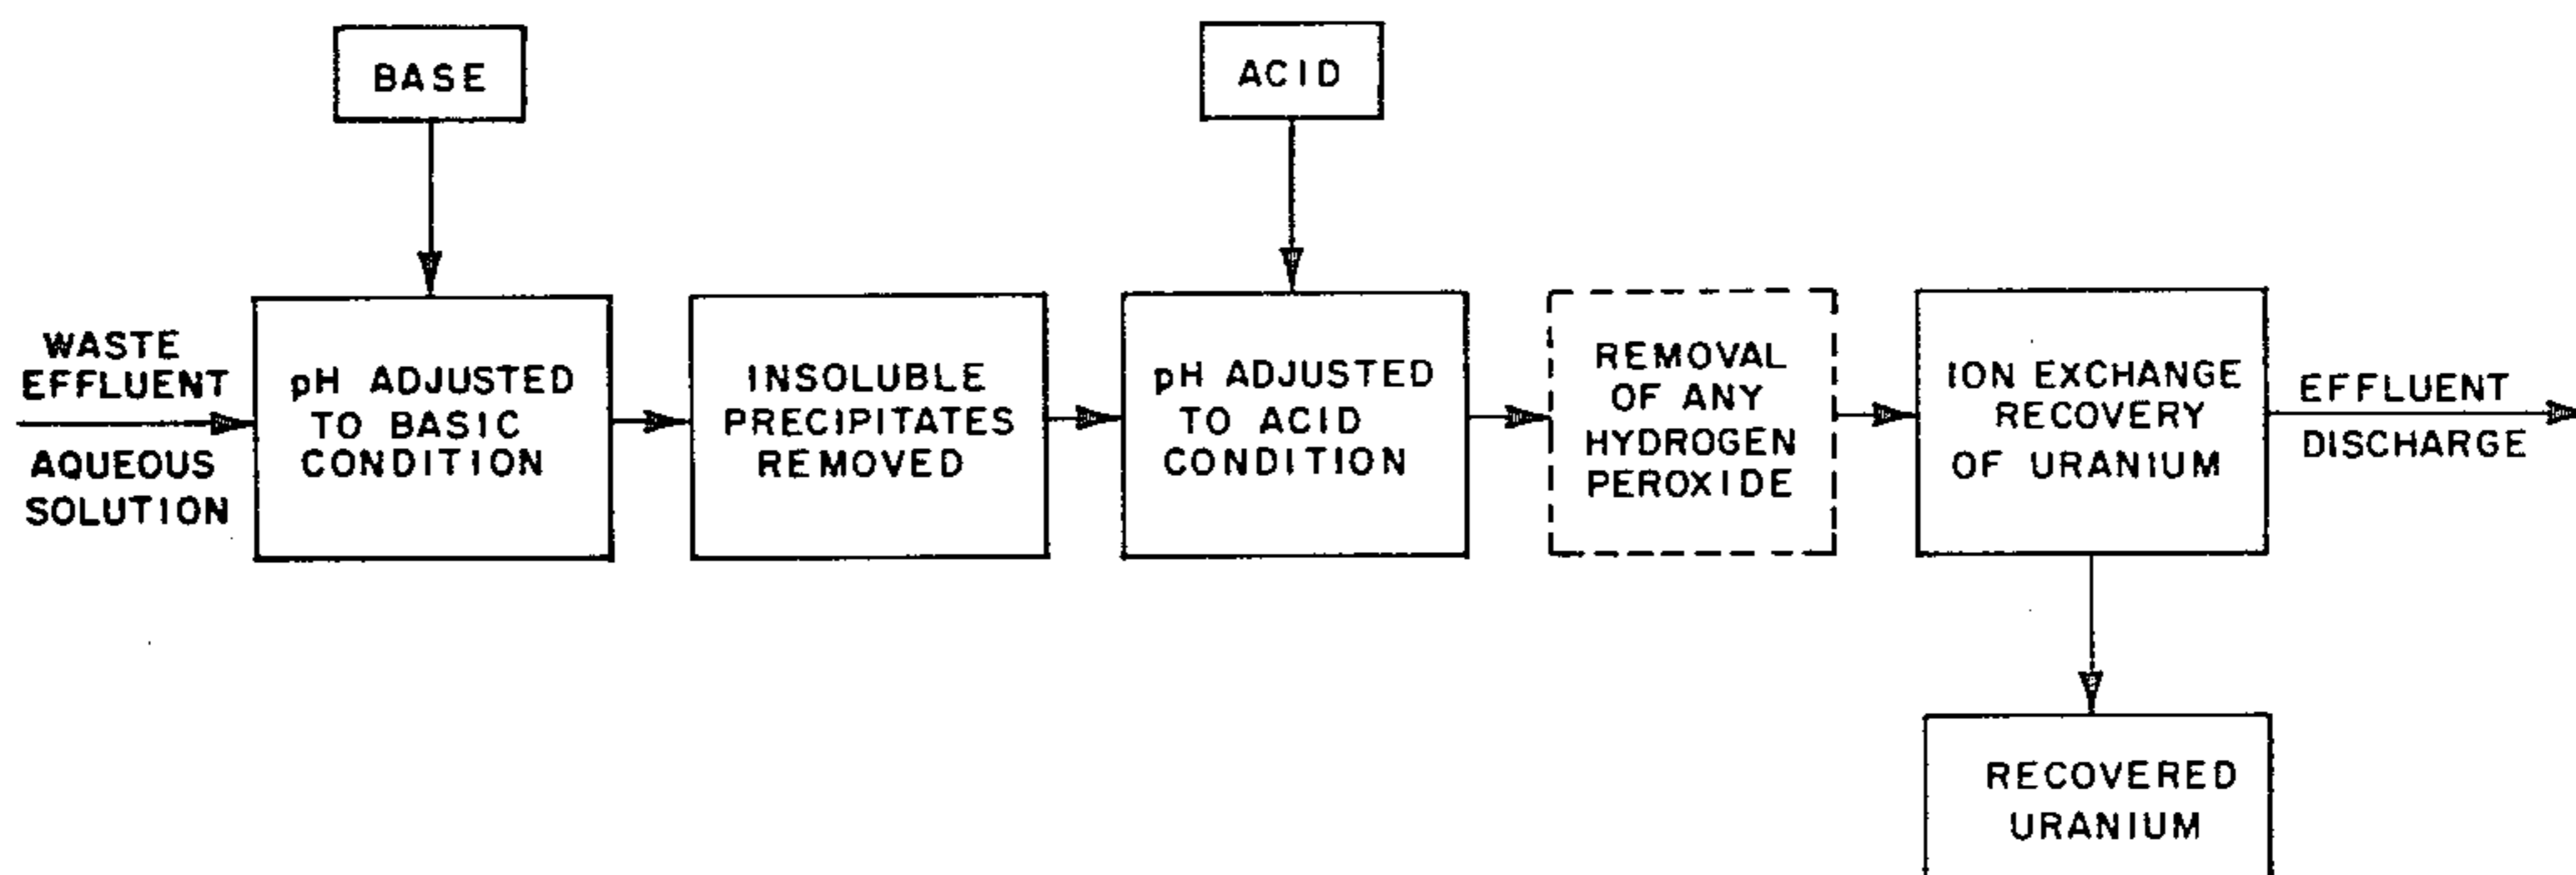 BASE
ACID
WASTE
EFFLUENT
AQUEOUS
SOLUTION
pH ADJUSTED
TO BASIC
CONDITION
INSOLUBLE
PRECIPITATES
REMOVED
pH ADJUSTED
TO ACID
CONDITION
REMOVAL
OF ANY
HYDROGEN
PEROXIDE
ION EXCHANGE
RECOVERY
OF URANIUM
EFFLUENT
DISCHARGE
RECOVERED
URANIUM